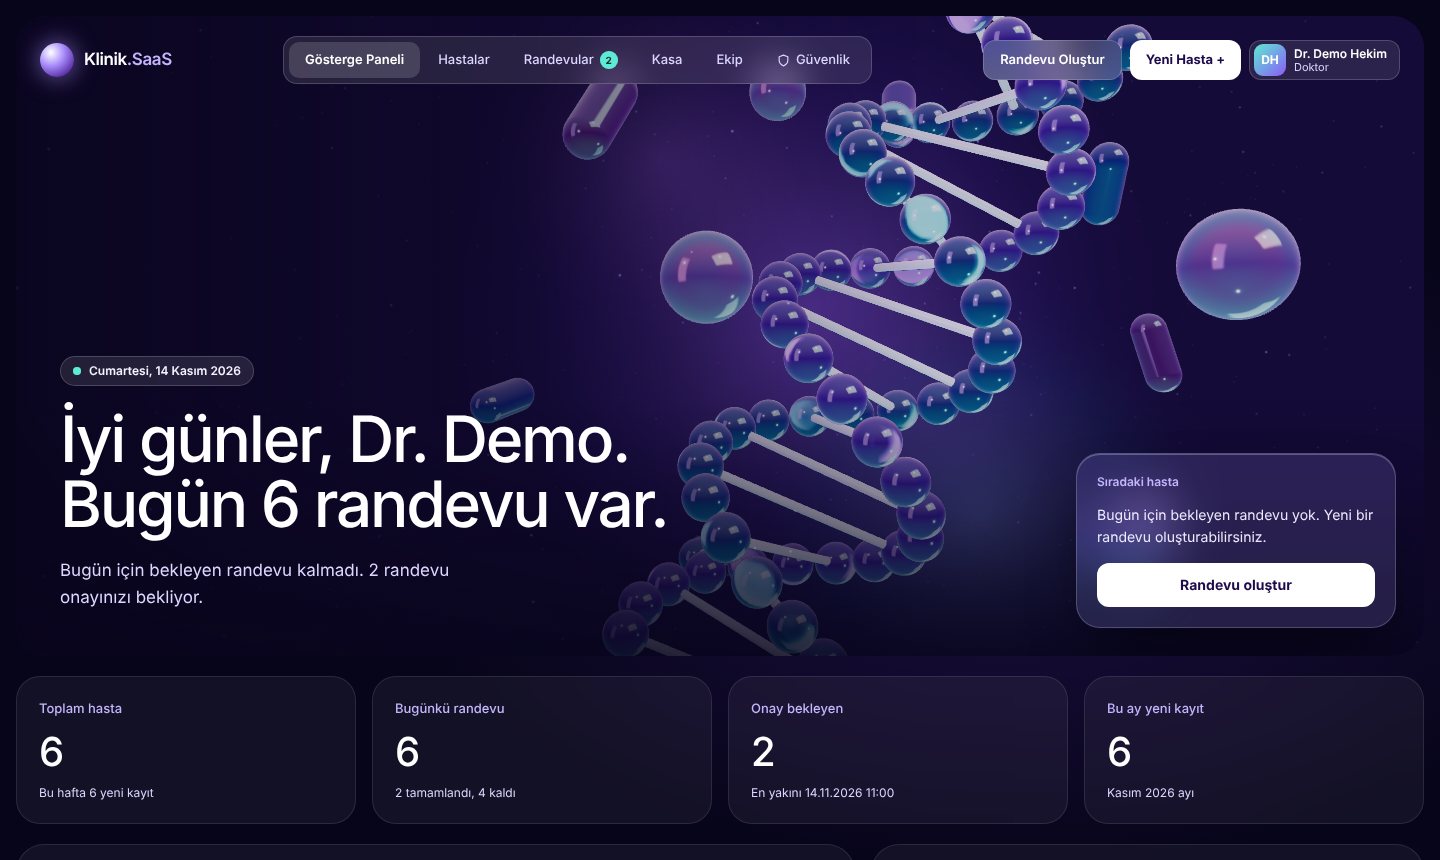 Klinik.SaaS
Gösterge Paneli
Hastalar
Randevular 2
Kasa
Ekip
Güvenlik
Randevu Oluştur
Yeni Hasta +
DH
Dr. Demo Hekim
Doktor
Cumartesi, 14 Kasım 2026
İyi günler, Dr. Demo.
Bugün 6 randevu var.
Bugün için bekleyen randevu kalmadı. 2 randevu
onayınızı bekliyor.
Sıradaki hasta
Bugün için bekleyen randevu yok. Yeni bir
randevu oluşturabilirsiniz.
Randevu oluştur
Toplam hasta
6
Bu hafta 6 yeni kayıt
Bugünkü randevu
6
2 tamamlandı, 4 kaldı
Onay bekleyen
2
En yakını 14.11.2026 11:00
Bu ay yeni kayıt
6
Kasım 2026 ayı